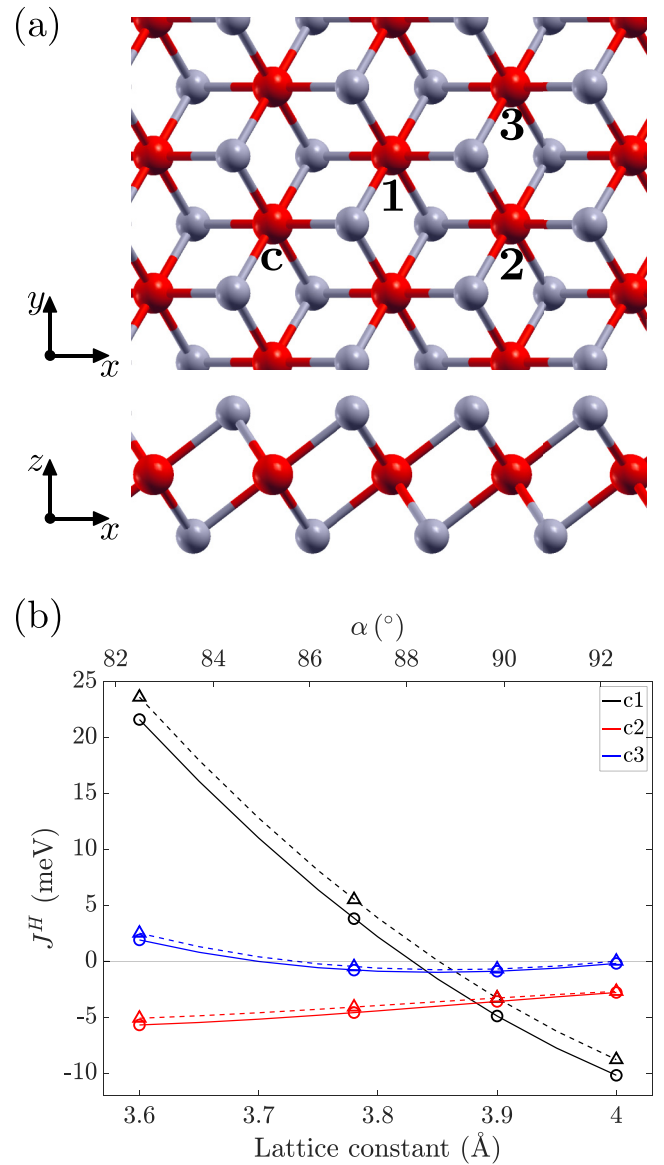 (a)
3
1
c
2
y
x
z
x
(b)
α (°)
82 84 86 88 90 92
25
20
15
10
5
0
-5
-10
J^H (meV)
c1
c2
c3
3.6 3.7 3.8 3.9 4
Lattice constant (Å)